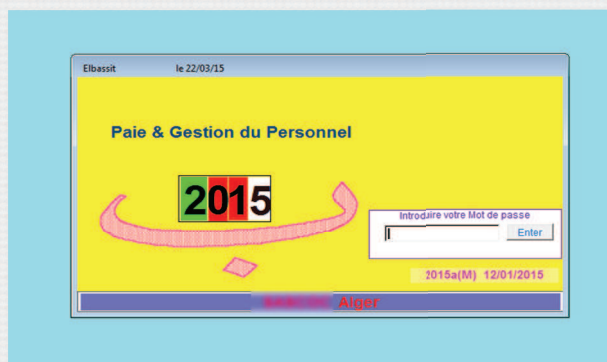 Elbassit le 22/03/15
Paie & Gestion du Personnel
2015
Introduire votre Mot de passe
Enter
2015a(M) 12/01/2015
Alger